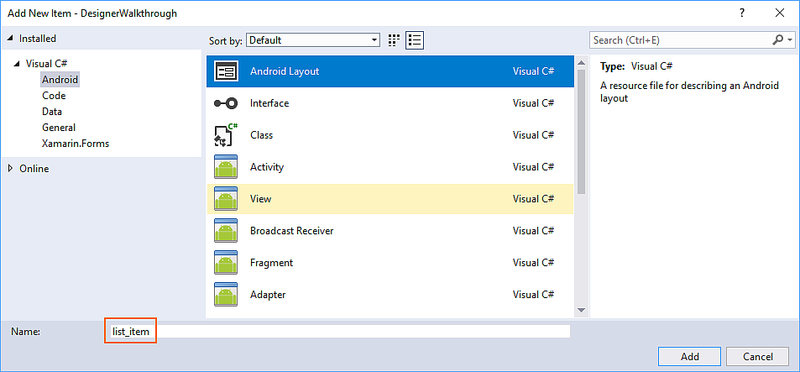 Add New Item - DesignerWalkthrough
?
Installed
Sort by: Default
Search (Ctrl+E)
Visual C#
Android
Code
Data
General
Xamarin.Forms
Online
Android Layout Visual C#
Interface Visual C#
C#
Class Visual C#
Activity Visual C#
View Visual C#
Broadcast Receiver Visual C#
Fragment Visual C#
Adapter Visual C#
Type: Visual C#
A resource file for describing an Android
layout
Name: list_item
Add Cancel